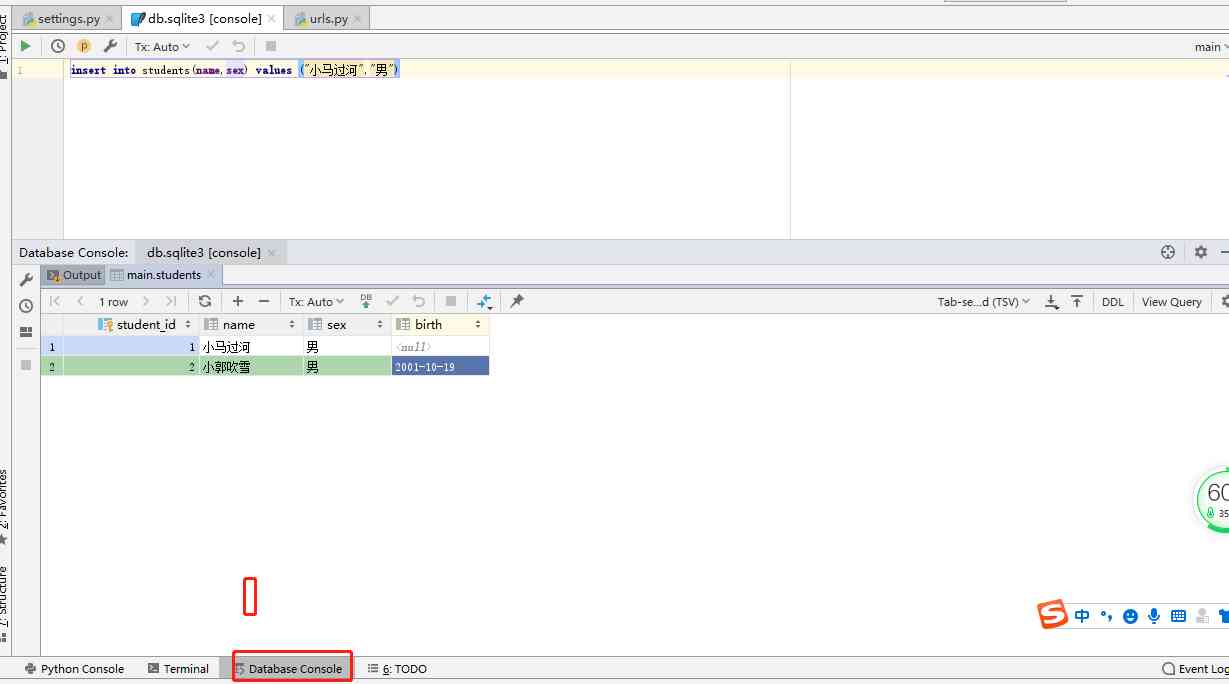 settings.py
db.sqlite3 [console]
urls.py
1: Project
Tx: Auto
main
1
insert into students(name,sex) values ("小马过河","男")
Database Console:
db.sqlite3 [console]
Output
main.students
1 row
Tx: Auto
DB
Tab-se...d (TSV)
DDL
View Query
student_id
name
sex
birth
1 1 小马过河 男 <null>
2 2 小郭吹雪 男 2001-10-19
2: Favorites
7: Structure
60
35
S 中
Python Console
Terminal
Database Console
6: TODO
Event Log